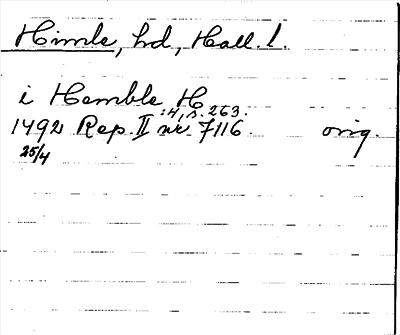 Himle, hd, Hall. l.
i Hemble H
:4, s. 263.
1492 Rep. II nr 7116. orig.
25/4